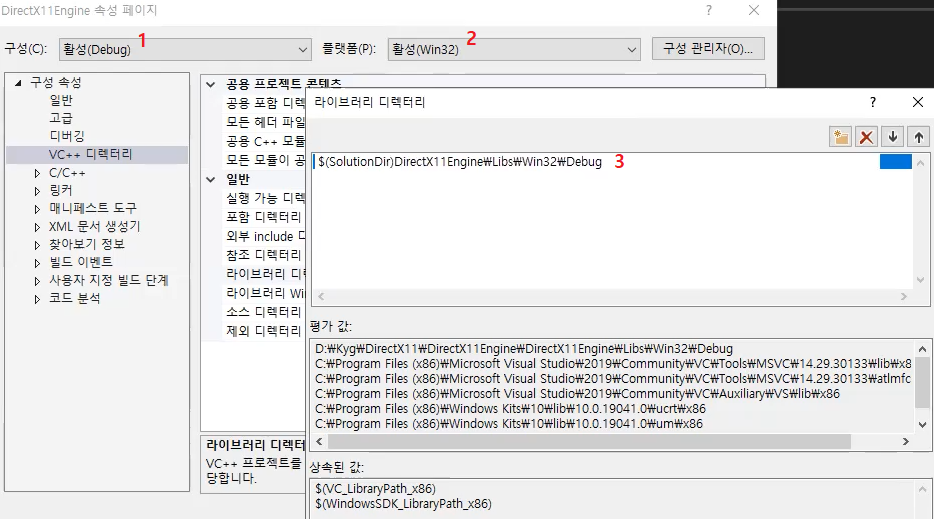 DirectX11Engine 속성 페이지
?
구성(C):
활성(Debug)
1
플랫폼(P):
활성(Win32)
2
구성 관리자(O)...
구성 속성
일반
고급
디버깅
VC++ 디렉터리
C/C++
링커
매니페스트 도구
XML 문서 생성기
찾아보기 정보
빌드 이벤트
사용자 지정 빌드 단계
코드 분석
공용 프로젝트 콘텐츠
공용 포함 디렉
모든 헤더 파일
공용 C++ 모듈
모든 모듈이 공
일반
실행 가능 디렉
포함 디렉터리
외부 include 디
참조 디렉터리
라이브러리 디렉
라이브러리 Wi
소스 디렉터리
제외 디렉터리
라이브러리 디렉터
VC++ 프로젝트를
당합니다.
라이브러리 디렉터리
?
$(SolutionDir)DirectX11Engine₩Libs₩Win32₩Debug
3
평가 값:
D:₩Kyg₩DirectX11₩DirectX11Engine₩DirectX11Engine₩Libs₩Win32₩Debug
C:₩Program Files (x86)₩Microsoft Visual Studio₩2019₩Community₩VC₩Tools₩MSVC₩14.29.30133₩lib₩x8
C:₩Program Files (x86)₩Microsoft Visual Studio₩2019₩Community₩VC₩Tools₩MSVC₩14.29.30133₩atlmfc
C:₩Program Files (x86)₩Microsoft Visual Studio₩2019₩Community₩VC₩Auxiliary₩VS₩lib₩x86
C:₩Program Files (x86)₩Windows Kits₩10₩lib₩10.0.19041.0₩ucrt₩x86
C:₩Program Files (x86)₩Windows Kits₩10₩lib₩10.0.19041.0₩um₩x86
상속된 값:
$(VC_LibraryPath_x86)
$(WindowsSDK_LibraryPath_x86)